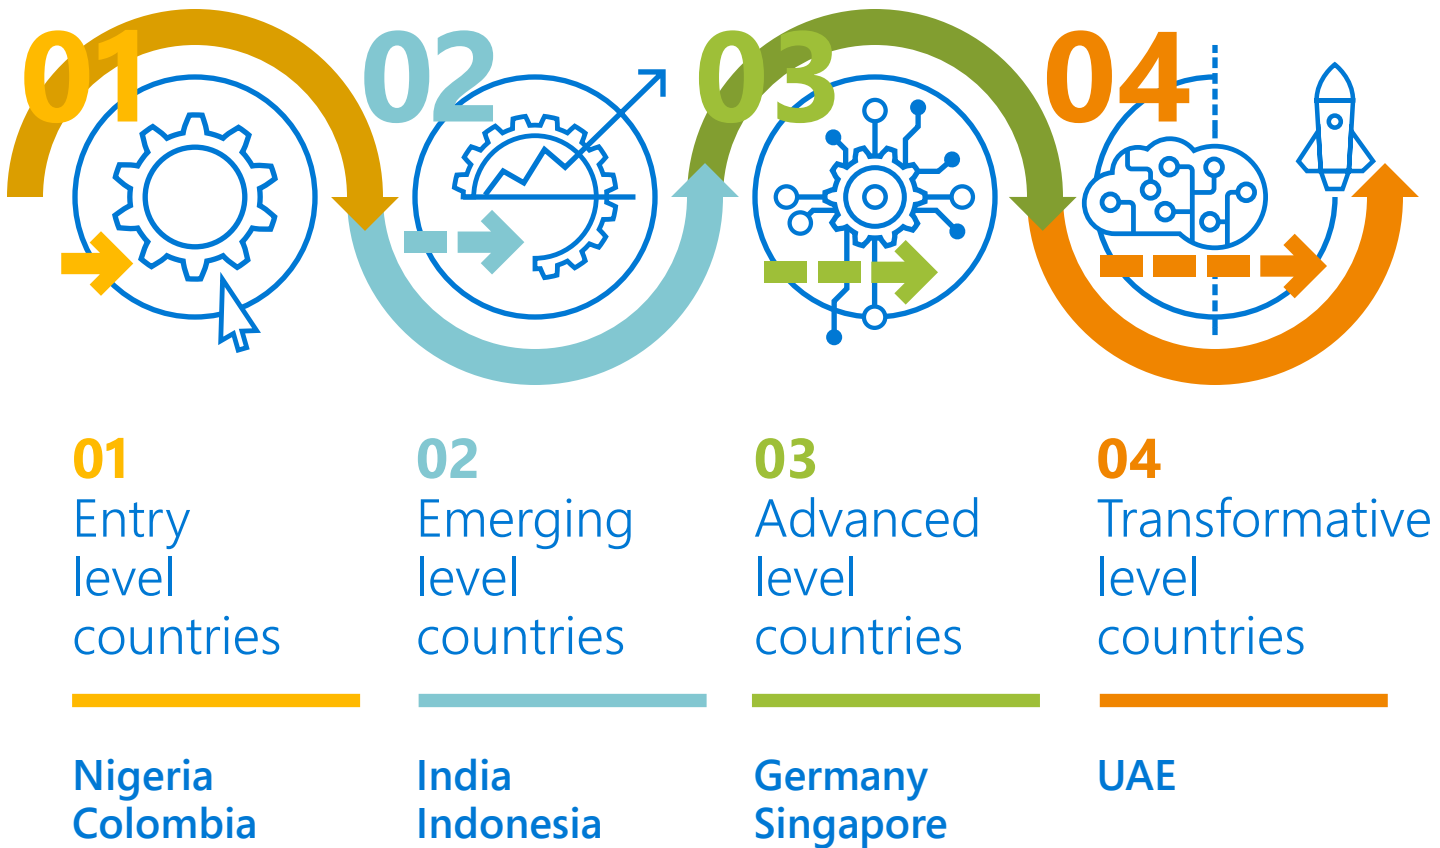 01
02
03
04
01
Entry
level
countries
Nigeria
Colombia
02
Emerging
level
countries
India
Indonesia
03
Advanced
level
countries
Germany
Singapore
04
Transformative
level
countries
UAE